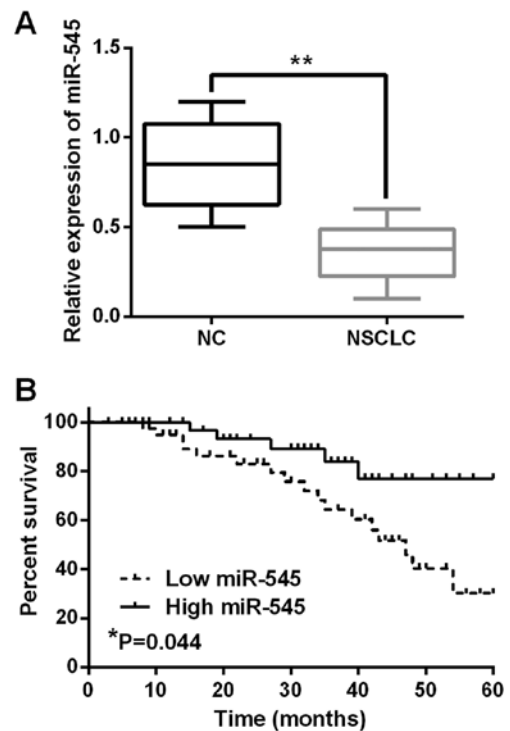 A
Relative expression of miR-545
1.5
1.0
0.5
0.0
**
NC NSCLC
B
Percent survival
100
80
60
40
20
0
Low miR-545
High miR-545
*P=0.044
0 10 20 30 40 50 60
Time (months)